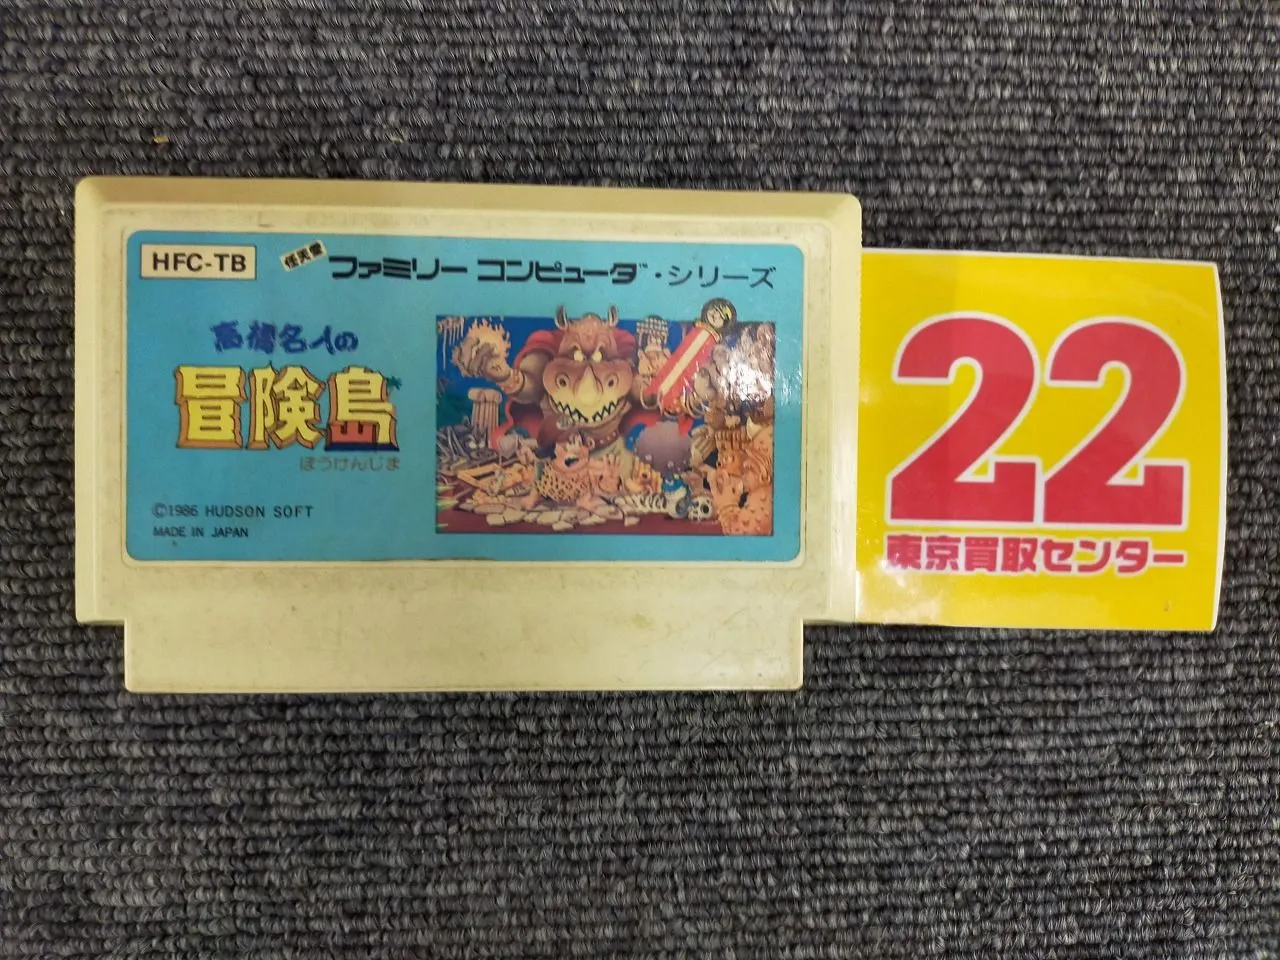 HFC-TB
任天堂
ファミリー コンピュータ・シリーズ
高橋名人の
冒険島
ぼうけんじま
©1986 HUDSON SOFT
MADE IN JAPAN
22
東京買取センター